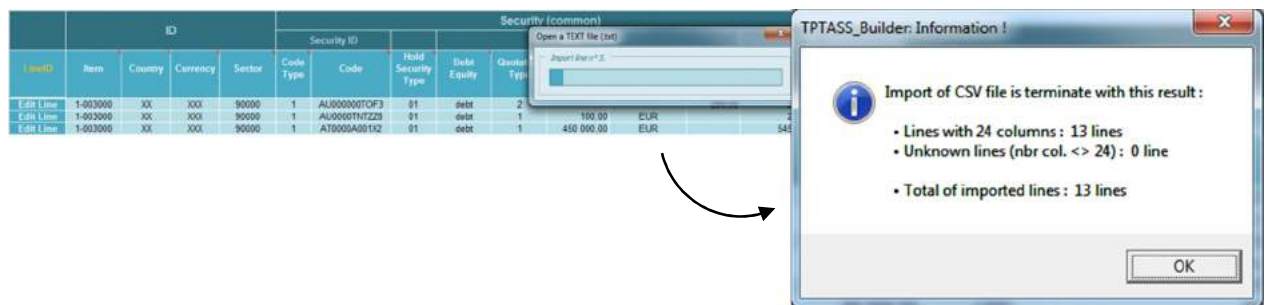 ID
Security (common)
Security ID
LineID Item Country Currency Sector Code Type Code Hold Security Type Debt Equity
Edit Line 1-003000 XX XXX 90000 1 AU000000TOF3 01 debt 2
Edit Line 1-003000 XX XXX 90000 1 01 debt 1 100.00 EUR
Edit Line 1-003000 XX XXX 90000 1 AT0000A001X2 01 debt 1 450 000.00 EUR 545
Open a TEXT file (txt)
Import line n° 3.
TPTASS_Builder: Information !
Import of CSV file is terminate with this result :
• Lines with 24 columns : 13 lines
• Unknown lines (nbr col. <> 24) : 0 line
• Total of imported lines : 13 lines
OK